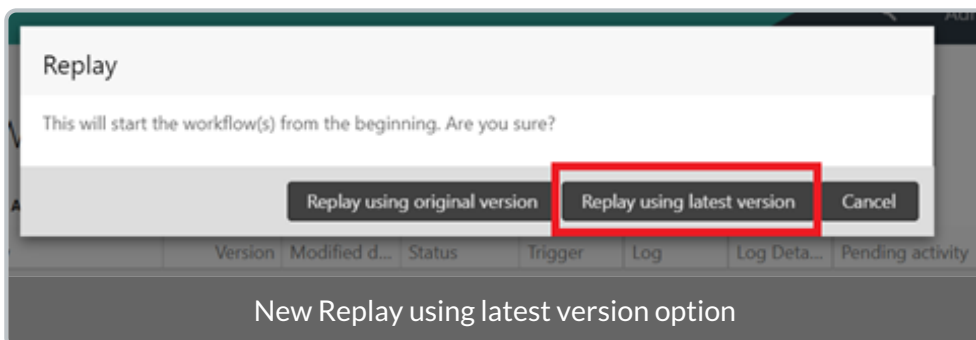 Replay
This will start the workflow(s) from the beginning. Are you sure?
Replay using original version Replay using latest version Cancel
Version Modified d... Status Trigger Log Log Deta... Pending activity
New Replay using latest version option